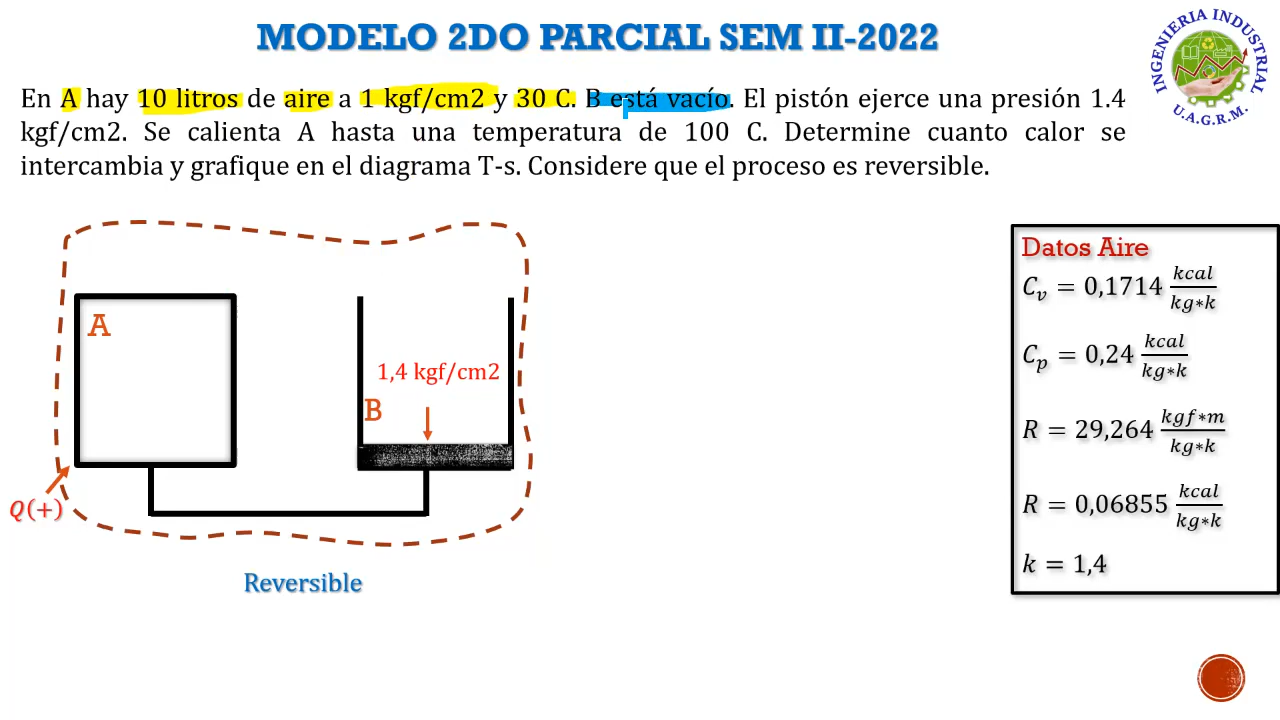 MODELO 2DO PARCIAL SEM II-2022
INGENIERIA INDUSTRIAL
U.A.G.R.M.
En A hay 10 litros de aire a 1 kgf/cm2 y 30 C. B está vacío. El pistón ejerce una presión 1.4
kgf/cm2. Se calienta A hasta una temperatura de 100 C. Determine cuanto calor se
intercambia y grafique en el diagrama T-s. Considere que el proceso es reversible.
A
1,4 kgf/cm2
B
Q(+)
Reversible
Datos Aire
C_v = 0,1714 kcal/kg*k
C_p = 0,24 kcal/kg*k
R = 29,264 kgf*m/kg*k
R = 0,06855 kcal/kg*k
k = 1,4